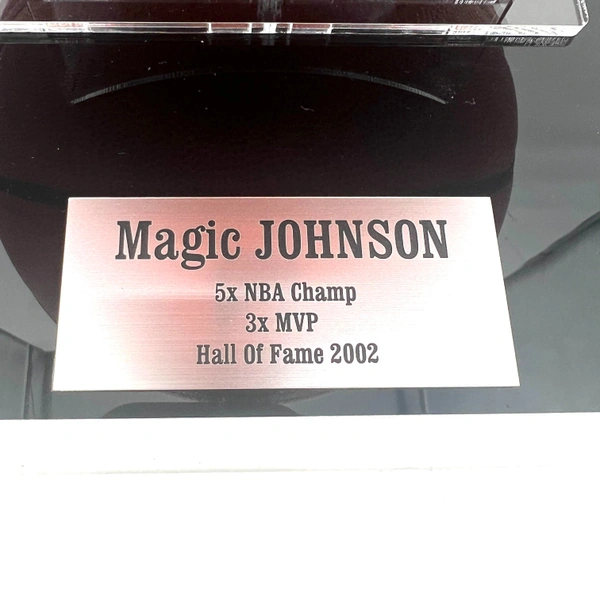 Magic JOHNSON
5x NBA Champ
3x MVP
Hall Of Fame 2002